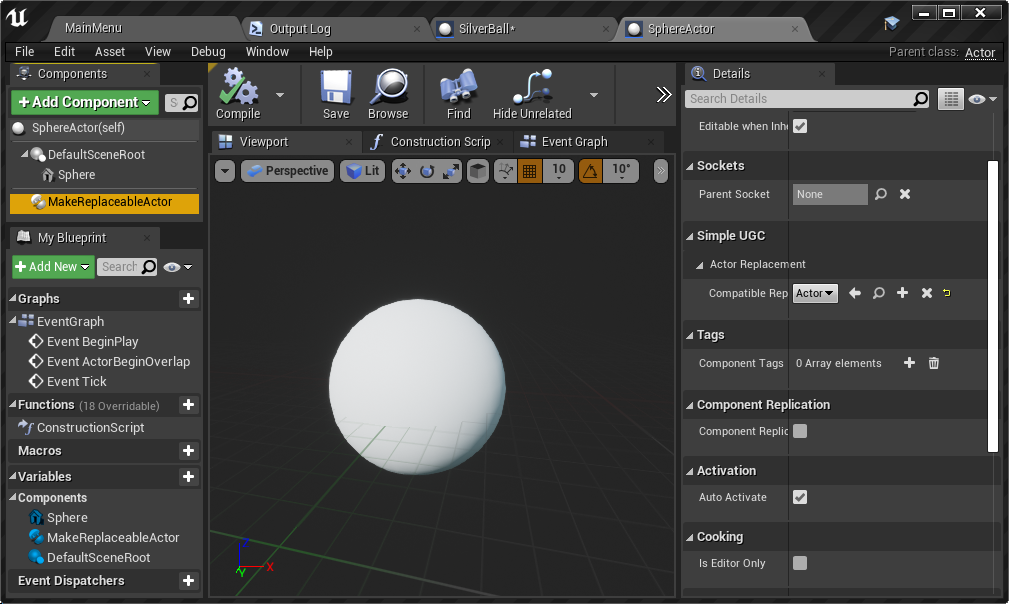 MainMenu
Output Log
SilverBall*
SphereActor
File Edit Asset View Debug Window Help
Parent class: Actor
Components
+Add Component
S
SphereActor(self)
DefaultSceneRoot
Sphere
MakeReplaceableActor
My Blueprint
+Add New
Search
Graphs
EventGraph
Event BeginPlay
Event ActorBeginOverlap
Event Tick
Functions (18 Overridable)
ConstructionScript
Macros
Variables
Components
Sphere
MakeReplaceableActor
DefaultSceneRoot
Event Dispatchers
Compile
Save
Browse
Find
Hide Unrelated
Viewport
Construction Scrip
Event Graph
Perspective
Lit
10
10°
Z
Y
X
Details
Search Details
Editable when Inh
Sockets
Parent Socket None
Simple UGC
Actor Replacement
Compatible Rep Actor
Tags
Component Tags 0 Array elements
Component Replication
Component Replic
Activation
Auto Activate
Cooking
Is Editor Only